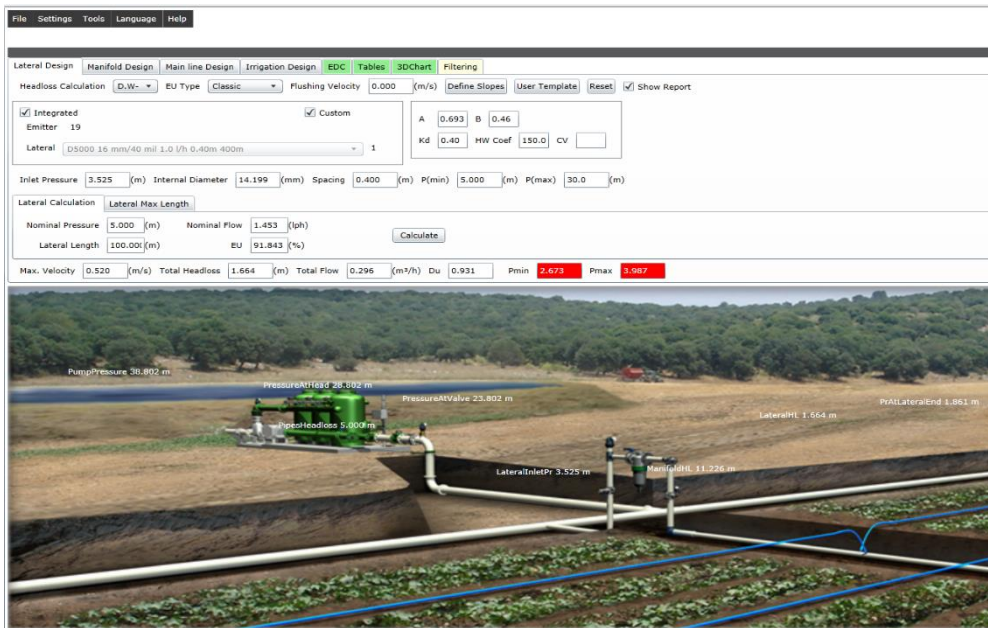 File Settings Tools Language Help
Lateral Design Manifold Design Main line Design Irrigation Design EDC Tables 3DChart Filtering
Headloss Calculation D.W- EU Type Classic Flushing Velocity 0.000 (m/s) Define Slopes User Template Reset Show Report
Integrated Custom
Emitter 19
Lateral D5000 16 mm/40 mil 1.0 l/h 0.40m 400m 1
A 0.693 B 0.46
Kd 0.40 HW Coef 150.0 CV
Inlet Pressure 3.525 (m) Internal Diameter 14.199 (mm) Spacing 0.400 (m) P(min) 5.000 (m) P(max) 30.0 (m)
Lateral Calculation Lateral Max Length
Nominal Pressure 5.000 (m) Nominal Flow 1.453 (lph)
Lateral Length 100.00( (m) EU 91.843 (%)
Calculate
Max. Velocity 0.520 (m/s) Total Headloss 1.664 (m) Total Flow 0.296 (m³/h) Du 0.931 Pmin 2.673 Pmax 3.987
PumpPressure 38.802 m
PressureAtHead 28.802 m
PressureAtValve 23.802 m
PrAtLateralEnd 1.861 m
LateralHL 1.664 m
PipesHeadloss 5.000 m
LateralInletPr 3.525 m
ManifoldHL 11.226 m